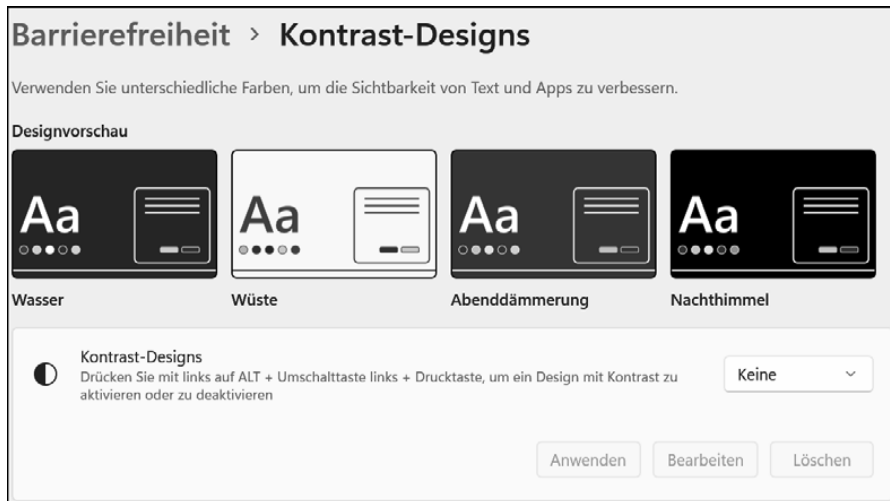 Barrierefreiheit > Kontrast-Designs
Verwenden Sie unterschiedliche Farben, um die Sichtbarkeit von Text und Apps zu verbessern.
Designvorschau
Aa Aa Aa Aa
Wasser Wüste Abenddämmerung Nachthimmel
Kontrast-Designs
Drücken Sie mit links auf ALT + Umschalttaste links + Drucktaste, um ein Design mit Kontrast zu
aktivieren oder zu deaktivieren
Keine
Anwenden Bearbeiten Löschen